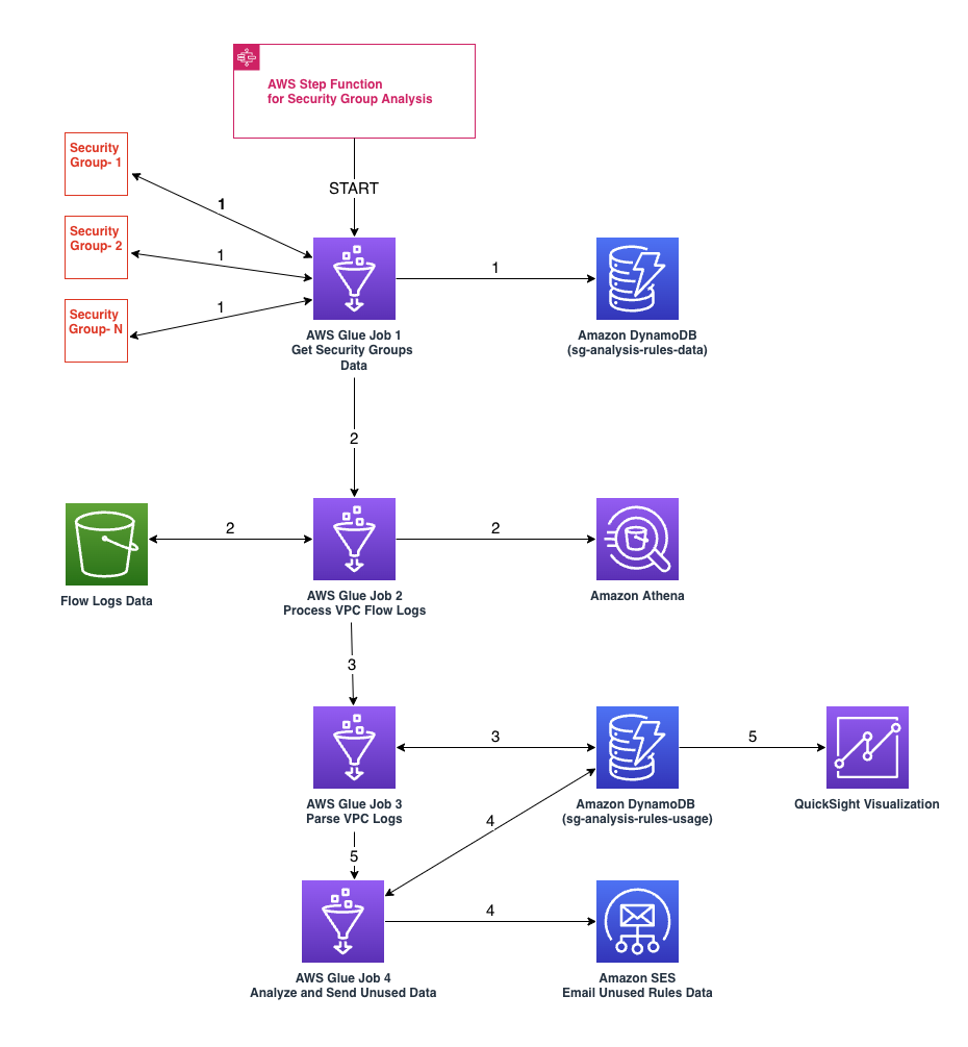 AWS Step Function
for Security Group Analysis
START
Security
Group- 1
1
Security
Group- 2
1
Security
Group- N
1
1
AWS Glue Job 1
Get Security Groups
Data
Amazon DynamoDB
(sg-analysis-rules-data)
2
2
2
Flow Logs Data
AWS Glue Job 2
Process VPC Flow Logs
Amazon Athena
3
3
5
AWS Glue Job 3
Parse VPC Logs
Amazon DynamoDB
(sg-analysis-rules-usage)
QuickSight Visualization
4
5
4
AWS Glue Job 4
Analyze and Send Unused Data
Amazon SES
Email Unused Rules Data